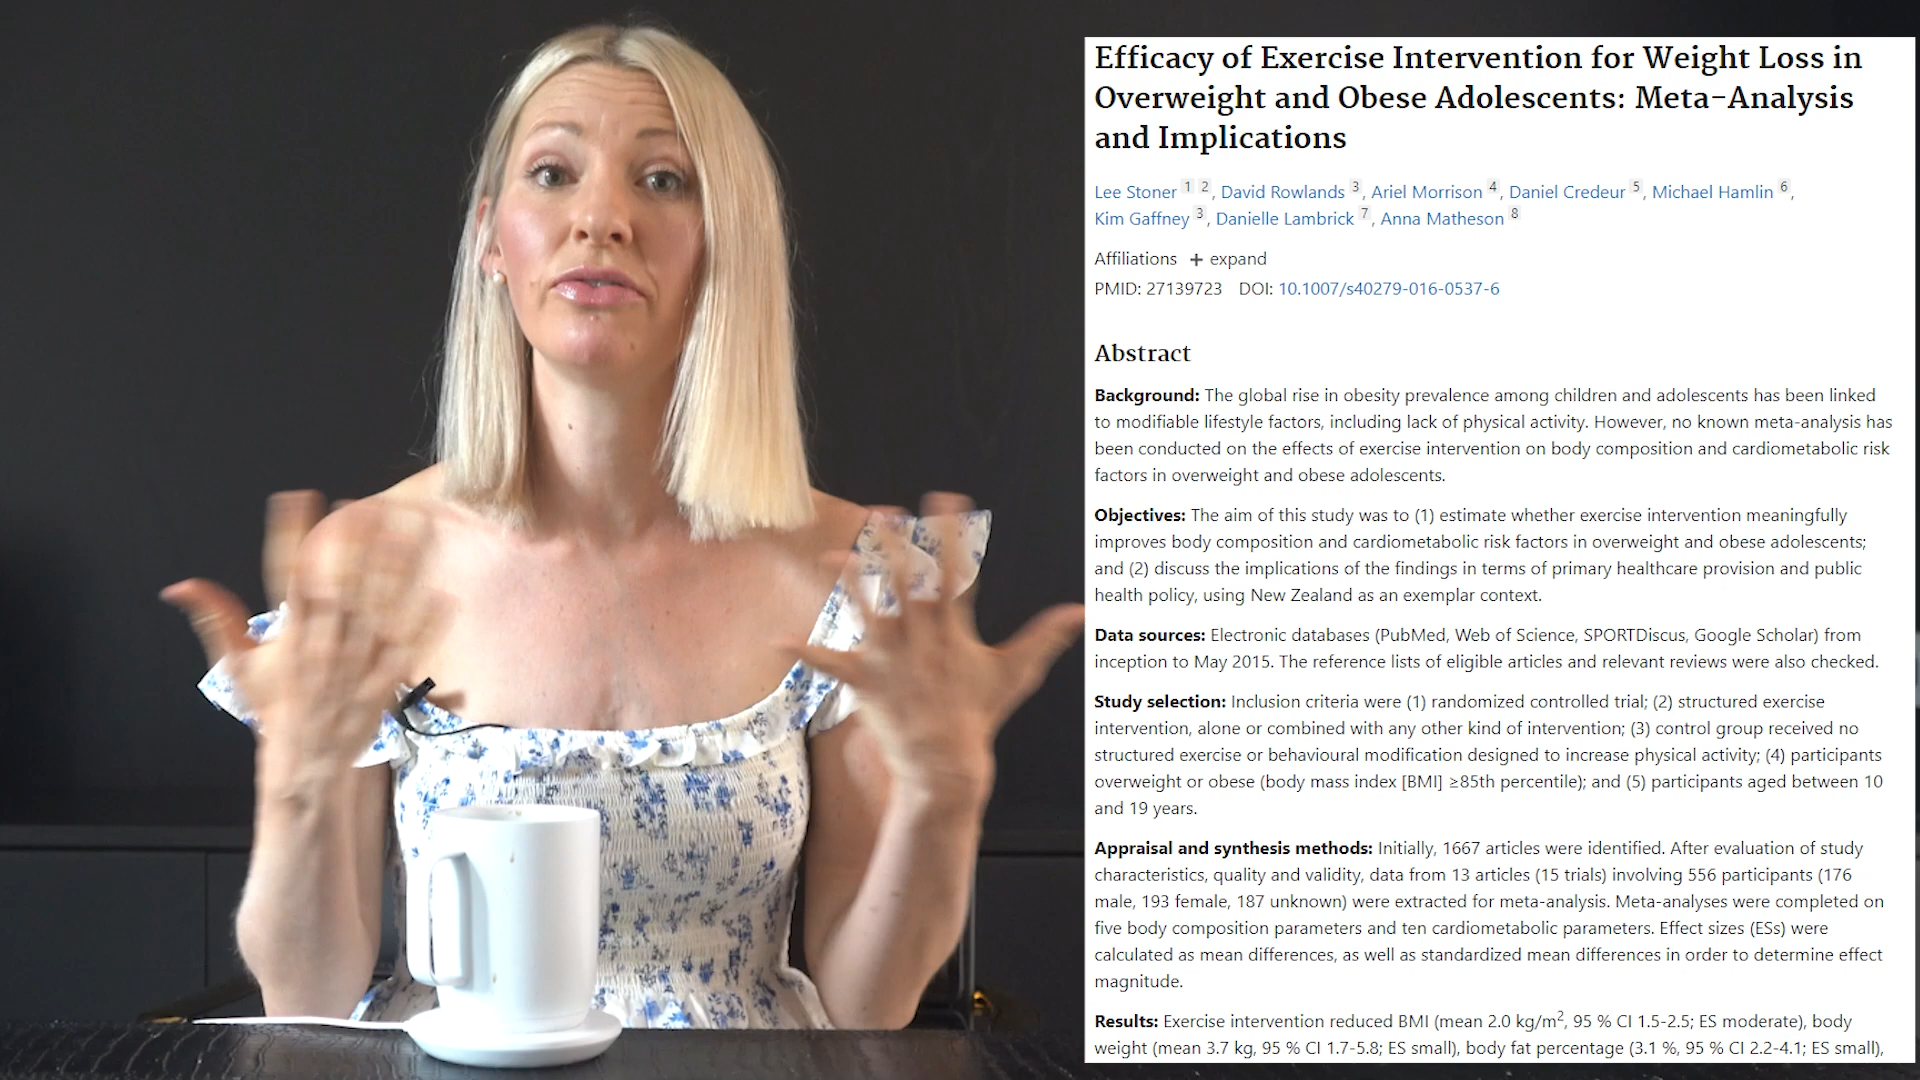 Efficacy of Exercise Intervention for Weight Loss in
Overweight and Obese Adolescents: Meta-Analysis
and Implications
Lee Stoner 1 2, David Rowlands 3, Ariel Morrison 4, Daniel Credeur 5, Michael Hamlin 6,
Kim Gaffney 3, Danielle Lambrick 7, Anna Matheson 8
Affiliations + expand
PMID: 27139723 DOI: 10.1007/s40279-016-0537-6
Abstract
Background: The global rise in obesity prevalence among children and adolescents has been linked
to modifiable lifestyle factors, including lack of physical activity. However, no known meta-analysis has
been conducted on the effects of exercise intervention on body composition and cardiometabolic risk
factors in overweight and obese adolescents.
Objectives: The aim of this study was to (1) estimate whether exercise intervention meaningfully
improves body composition and cardiometabolic risk factors in overweight and obese adolescents;
and (2) discuss the implications of the findings in terms of primary healthcare provision and public
health policy, using New Zealand as an exemplar context.
Data sources: Electronic databases (PubMed, Web of Science, SPORTDiscus, Google Scholar) from
inception to May 2015. The reference lists of eligible articles and relevant reviews were also checked.
Study selection: Inclusion criteria were (1) randomized controlled trial; (2) structured exercise
intervention, alone or combined with any other kind of intervention; (3) control group received no
structured exercise or behavioural modification designed to increase physical activity; (4) participants
overweight or obese (body mass index [BMI] ≥85th percentile); and (5) participants aged between 10
and 19 years.
Appraisal and synthesis methods: Initially, 1667 articles were identified. After evaluation of study
characteristics, quality and validity, data from 13 articles (15 trials) involving 556 participants (176
male, 193 female, 187 unknown) were extracted for meta-analysis. Meta-analyses were completed on
five body composition parameters and ten cardiometabolic parameters. Effect sizes (ESs) were
calculated as mean differences, as well as standardized mean differences in order to determine effect
magnitude.
Results: Exercise intervention reduced BMI (mean 2.0 kg/m2, 95 % CI 1.5-2.5; ES moderate), body
weight (mean 3.7 kg, 95 % CI 1.7-5.8; ES small), body fat percentage (3.1 %, 95 % CI 2.2-4.1; ES small),